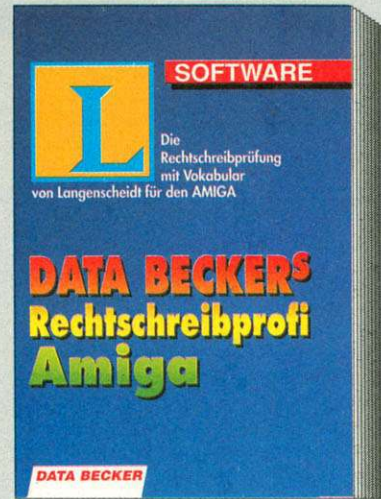 SOFTWARE
L
Die
Rechtschreibprüfung
mit Vokabular
von Langenscheidt für den AMIGA
DATA BECKERS
Rechtschreibprofi
Amiga
DATA BECKER